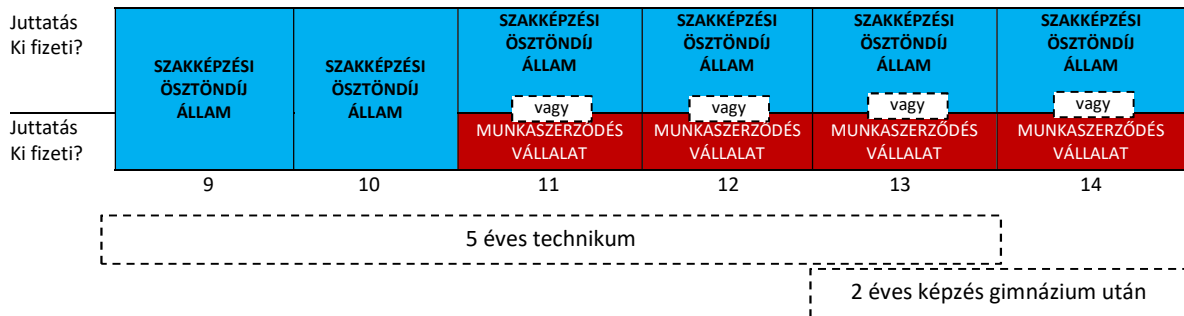 Juttatás
Ki fizeti?
SZAKKÉPZÉSI
ÖSZTÖNDÍJ
ÁLLAM
SZAKKÉPZÉSI
ÖSZTÖNDÍJ
ÁLLAM
SZAKKÉPZÉSI
ÖSZTÖNDÍJ
ÁLLAM
SZAKKÉPZÉSI
ÖSZTÖNDÍJ
ÁLLAM
SZAKKÉPZÉSI
ÖSZTÖNDÍJ
ÁLLAM
SZAKKÉPZÉSI
ÖSZTÖNDÍJ
ÁLLAM
vagy
vagy
vagy
vagy
Juttatás
Ki fizeti?
MUNKASZERZŐDÉS
VÁLLALAT
MUNKASZERZŐDÉS
VÁLLALAT
MUNKASZERZŐDÉS
VÁLLALAT
MUNKASZERZŐDÉS
VÁLLALAT
9 10 11 12 13 14
5 éves technikum
2 éves képzés gimnázium után